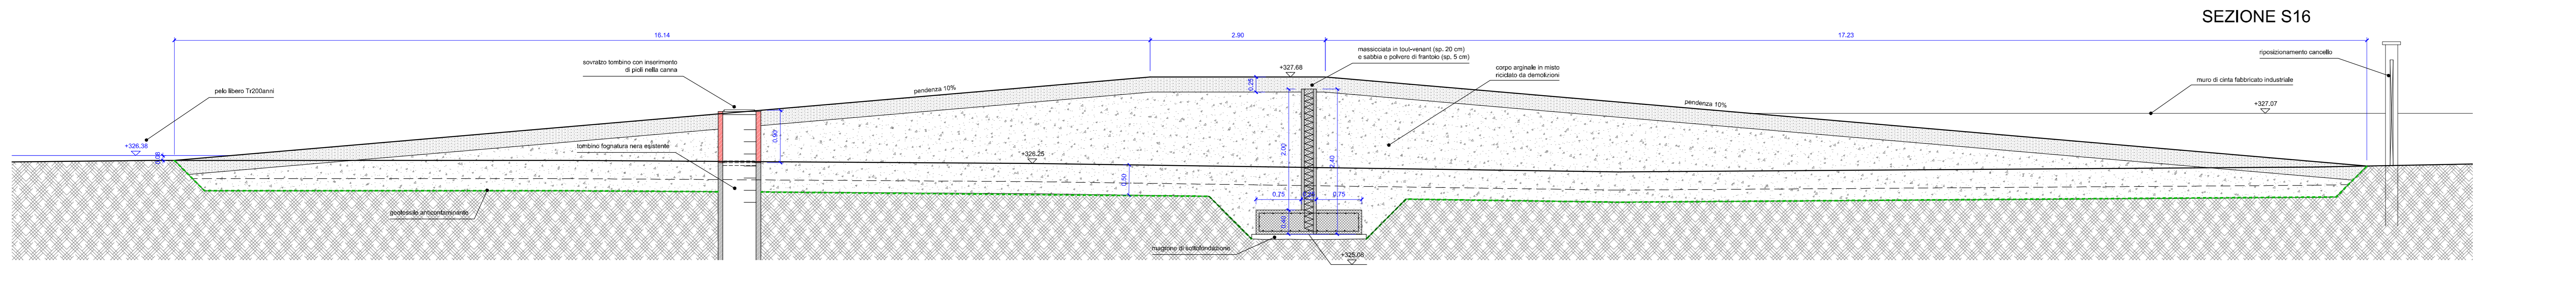 SEZIONE S16
16.14
2.90
17.23
sovralzo tombino con inserimento
di pioli nella canna
massicciata in tout-venant (sp. 20 cm)
e sabbia e polvere di frantoio (sp. 5 cm)
riposizionamento cancello
+327.68
corpo arginale in misto
riciclato da demolizioni
muro di cinta fabbricato industriale
pelo libero Tr200anni
pendenza 10%
0.25
pendenza 10%
+327.07
0.90
+326.38
0.08
tombino fognatura nera esistente
+326.25
2.00
2.40
0.50
0.75
0.75
geotessile anticontaminante
0.40
magrone di sottofondazione
+325.08